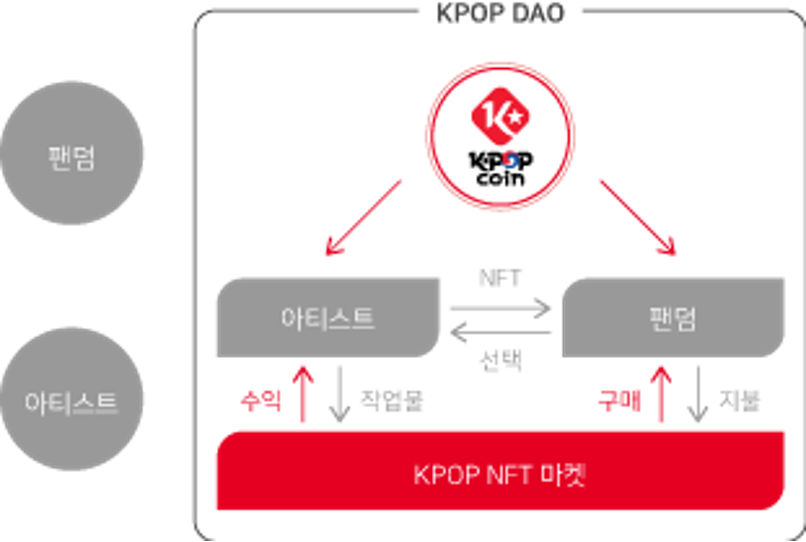 KPOP DAO
팬덤
K-POP
coin
NFT
아티스트
팬덤
선택
아티스트
수익
작업물
구매
지불
KPOP NFT 마켓